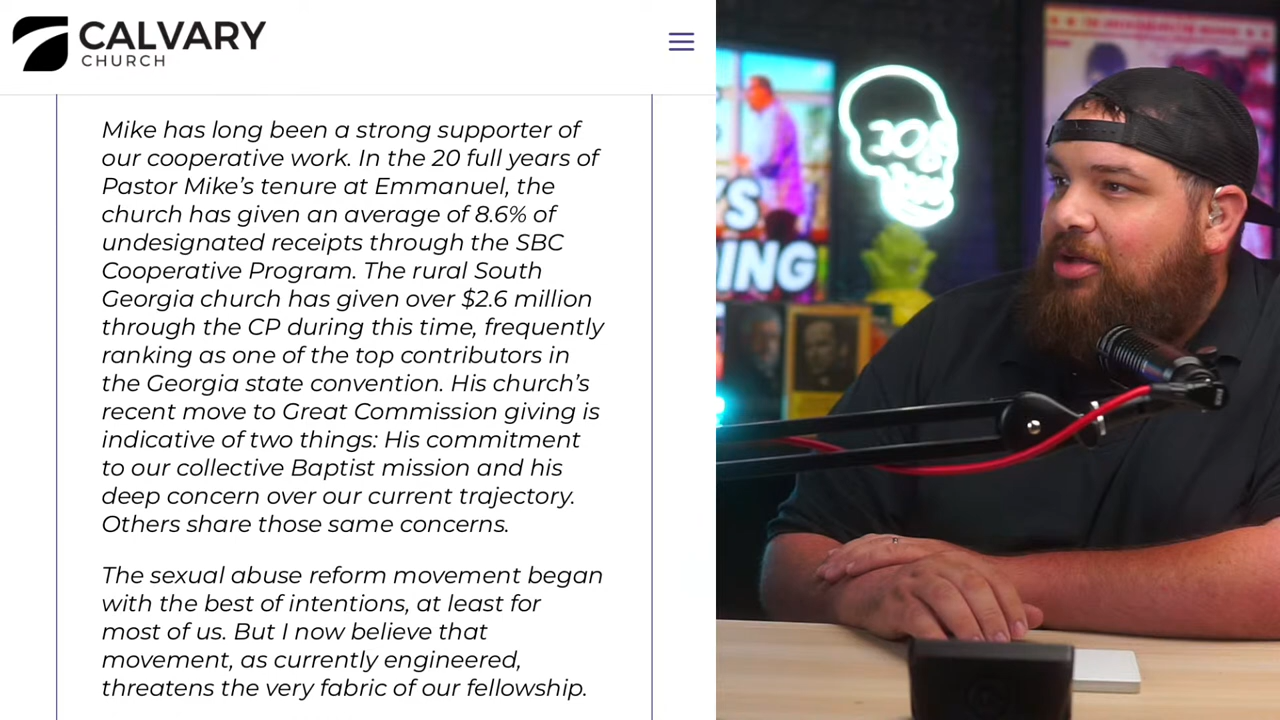 CALVARY
CHURCH
Mike has long been a strong supporter of
our cooperative work. In the 20 full years of
Pastor Mike’s tenure at Emmanuel, the
church has given an average of 8.6% of
undesignated receipts through the SBC
Cooperative Program. The rural South
Georgia church has given over $2.6 million
through the CP during this time, frequently
ranking as one of the top contributors in
the Georgia state convention. His church’s
recent move to Great Commission giving is
indicative of two things: His commitment
to our collective Baptist mission and his
deep concern over our current trajectory.
Others share those same concerns.
The sexual abuse reform movement began
with the best of intentions, at least for
most of us. But I now believe that
movement, as currently engineered,
threatens the very fabric of our fellowship.